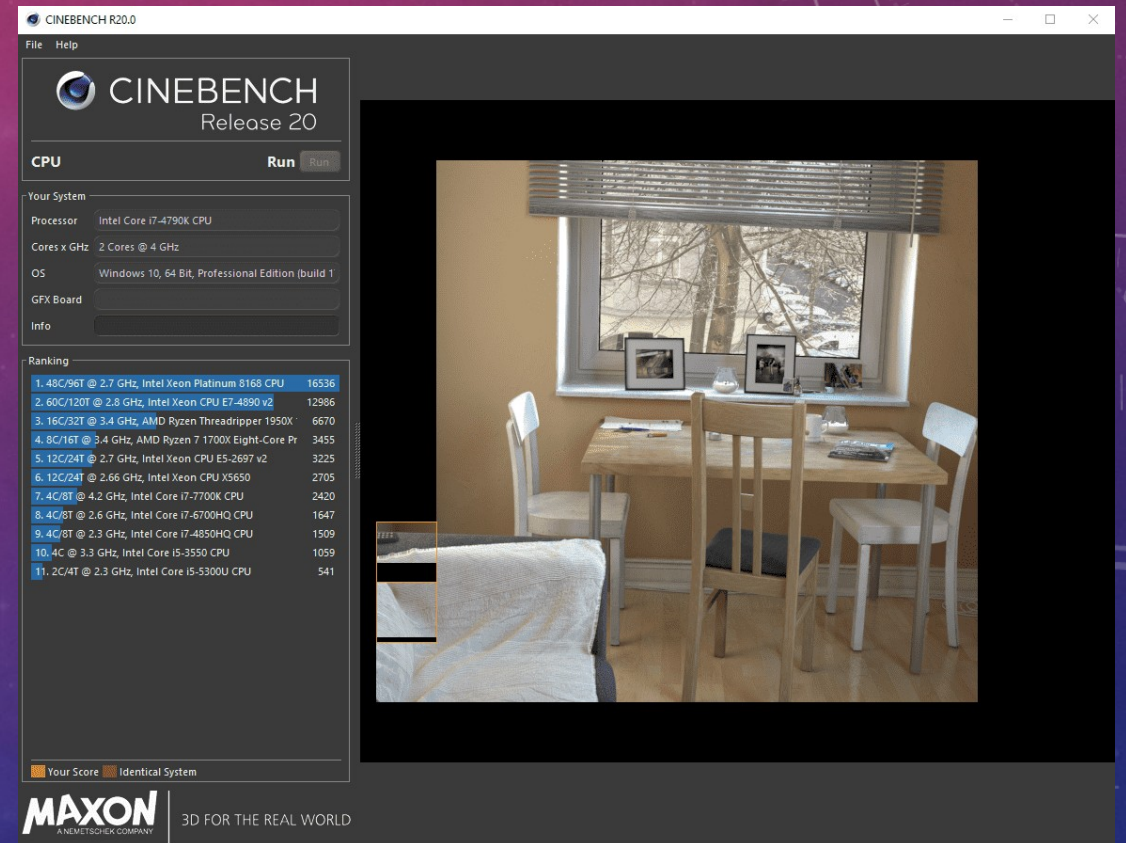 CINEBENCH R20.0
File Help
CINEBENCH
Release 20
CPU Run Run
Your System
Processor Intel Core i7-4790K CPU
Cores x GHz 2 Cores @ 4 GHz
OS Windows 10, 64 Bit, Professional Edition (build 1
GFX Board
Info
Ranking
1. 48C/96T @ 2.7 GHz, Intel Xeon Platinum 8168 CPU 16536
2. 60C/120T @ 2.8 GHz, Intel Xeon CPU E7-4890 v2 12986
3. 16C/32T @ 3.4 GHz, AMD Ryzen Threadripper 1950X 6670
4. 8C/16T @ 3.4 GHz, AMD Ryzen 7 1700X Eight-Core Pr 3455
5. 12C/24T @ 2.7 GHz, Intel Xeon CPU E5-2697 v2 3225
6. 12C/24T @ 2.66 GHz, Intel Xeon CPU X5650 2705
7. 4C/8T @ 4.2 GHz, Intel Core i7-7700K CPU 2420
8. 4C/8T @ 2.6 GHz, Intel Core i7-6700HQ CPU 1647
9. 4C/8T @ 2.3 GHz, Intel Core i7-4850HQ CPU 1509
10. 4C @ 3.3 GHz, Intel Core i5-3550 CPU 1059
11. 2C/4T @ 2.3 GHz, Intel Core i5-5300U CPU 541
Your Score Identical System
MAXON 3D FOR THE REAL WORLD
A NEMETSCHEK COMPANY